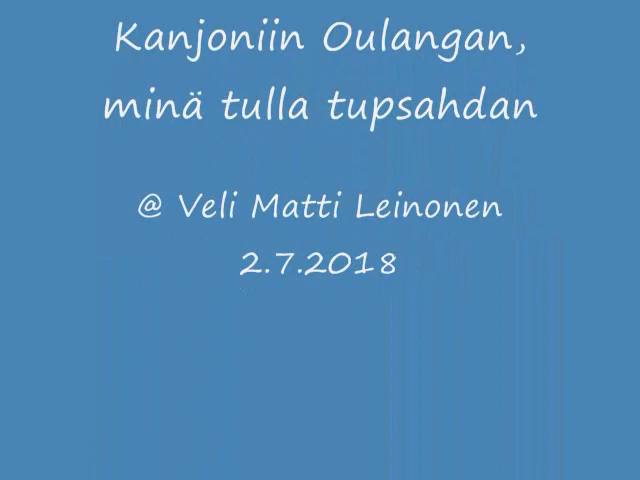 Kanjoniin Oulangan,
minä tulla tupsahdan
@ Veli Matti Leinonen
2.7.2018